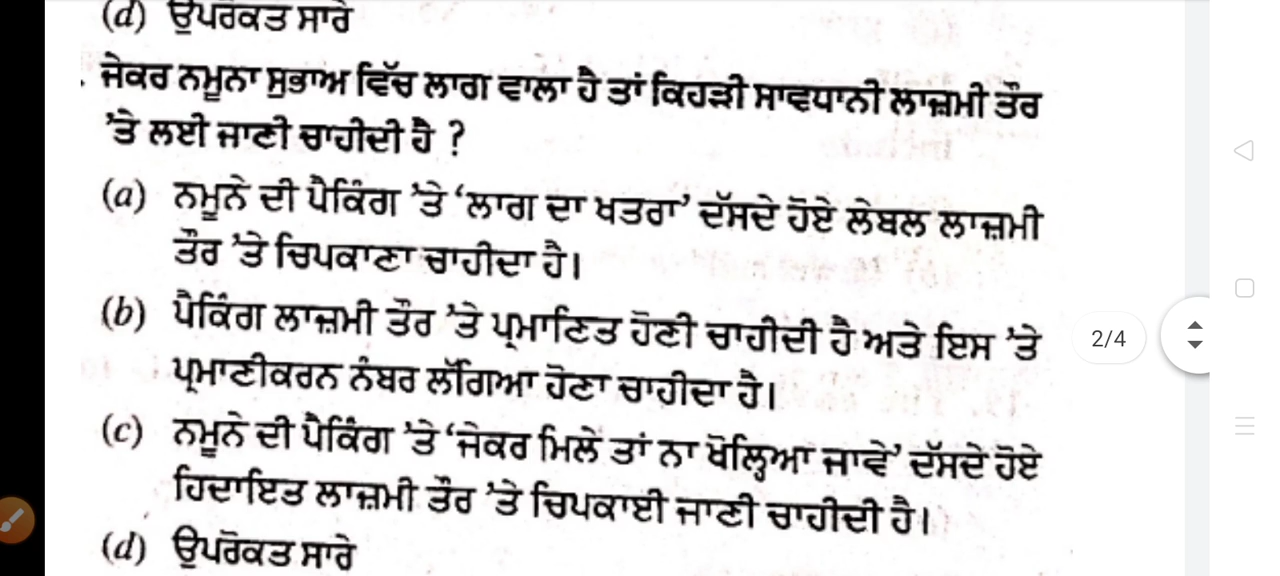 (d) ਉਪਰੋਕਤ ਸਾਰੇ
. ਜੇਕਰ ਨਮੂਨਾ ਸੁਭਾਅ ਵਿੱਚ ਲਾਗ ਵਾਲਾ ਹੈ ਤਾਂ ਕਿਹੜੀ ਸਾਵਧਾਨੀ ਲਾਜ਼ਮੀ ਤੌਰ
’ਤੇ ਲਈ ਜਾਣੀ ਚਾਹੀਦੀ ਹੈ ?
(a) ਨਮੂਨੇ ਦੀ ਪੈਕਿੰਗ ’ਤੇ ‘ਲਾਗ ਦਾ ਖਤਰਾ’ ਦੱਸਦੇ ਹੋਏ ਲੇਬਲ ਲਾਜ਼ਮੀ
ਤੌਰ ’ਤੇ ਚਿਪਕਾਣਾ ਚਾਹੀਦਾ ਹੈ।
(b) ਪੈਕਿੰਗ ਲਾਜ਼ਮੀ ਤੌਰ ’ਤੇ ਪ੍ਰਮਾਣਿਤ ਹੋਣੀ ਚਾਹੀਦੀ ਹੈ ਅਤੇ ਇਸ ’ਤੇ
ਪ੍ਰਮਾਣੀਕਰਨ ਨੰਬਰ ਲੱਗਿਆ ਹੋਣਾ ਚਾਹੀਦਾ ਹੈ।
2/4
(c) ਨਮੂਨੇ ਦੀ ਪੈਕਿੰਗ ’ਤੇ ‘ਜੇਕਰ ਮਿਲੇ ਤਾਂ ਨਾ ਖੋਲ੍ਹਿਆ ਜਾਵੇ’ ਦੱਸਦੇ ਹੋਏ
ਹਿਦਾਇਤ ਲਾਜ਼ਮੀ ਤੌਰ ’ਤੇ ਚਿਪਕਾਈ ਜਾਣੀ ਚਾਹੀਦੀ ਹੈ।
(d) ਉਪਰੋਕਤ ਸਾਰੇ